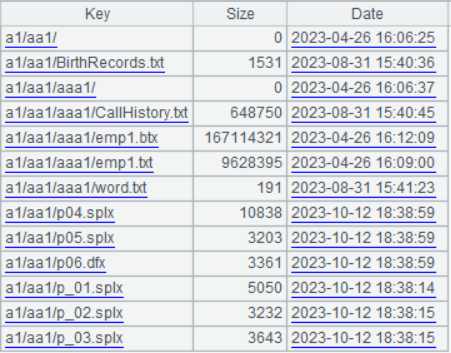 Key Size Date
a1/aa1/ 0 2023-04-26 16:06:25
a1/aa1/BirthRecords.txt 1531 2023-08-31 15:40:36
a1/aa1/aaa1/ 0 2023-04-26 16:06:37
a1/aa1/aaa1/CallHistory.txt 648750 2023-08-31 15:40:45
a1/aa1/aaa1/emp1.btx 167114321 2023-04-26 16:12:09
a1/aa1/aaa1/emp1.txt 9628395 2023-04-26 16:09:00
a1/aa1/aaa1/word.txt 191 2023-08-31 15:41:23
a1/aa1/p04.splx 10838 2023-10-12 18:38:59
a1/aa1/p05.splx 3203 2023-10-12 18:38:59
a1/aa1/p06.dfx 3361 2023-10-12 18:38:59
a1/aa1/p_01.splx 5050 2023-10-12 18:38:14
a1/aa1/p_02.splx 3232 2023-10-12 18:38:15
a1/aa1/p_03.splx 3643 2023-10-12 18:38:15